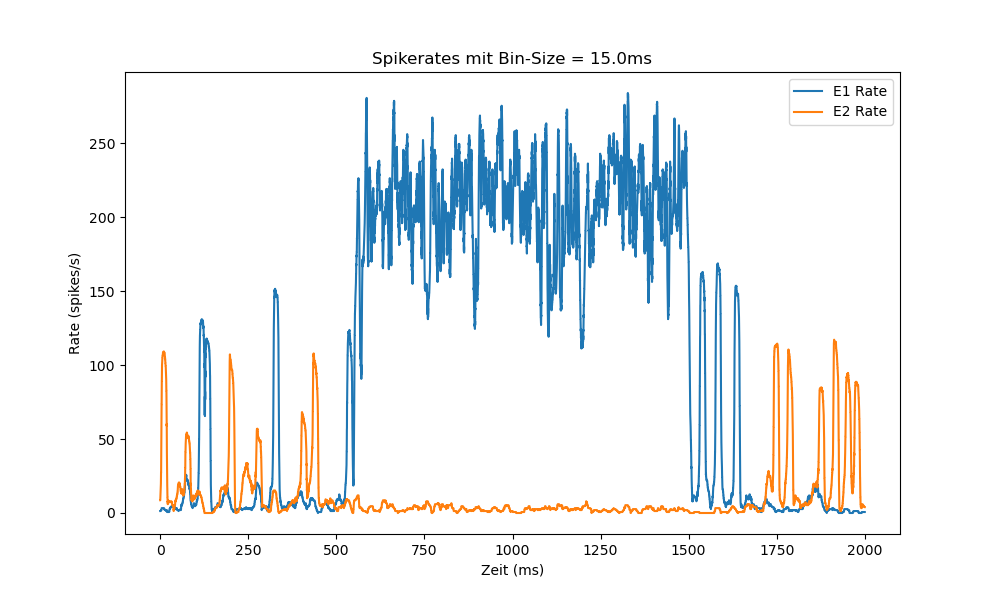 Spikerates mit Bin-Size = 15.0ms
E1 Rate
E2 Rate
Rate (spikes/s)
250
200
150
100
50
0
0 250 500 750 1000 1250 1500 1750 2000
Zeit (ms)